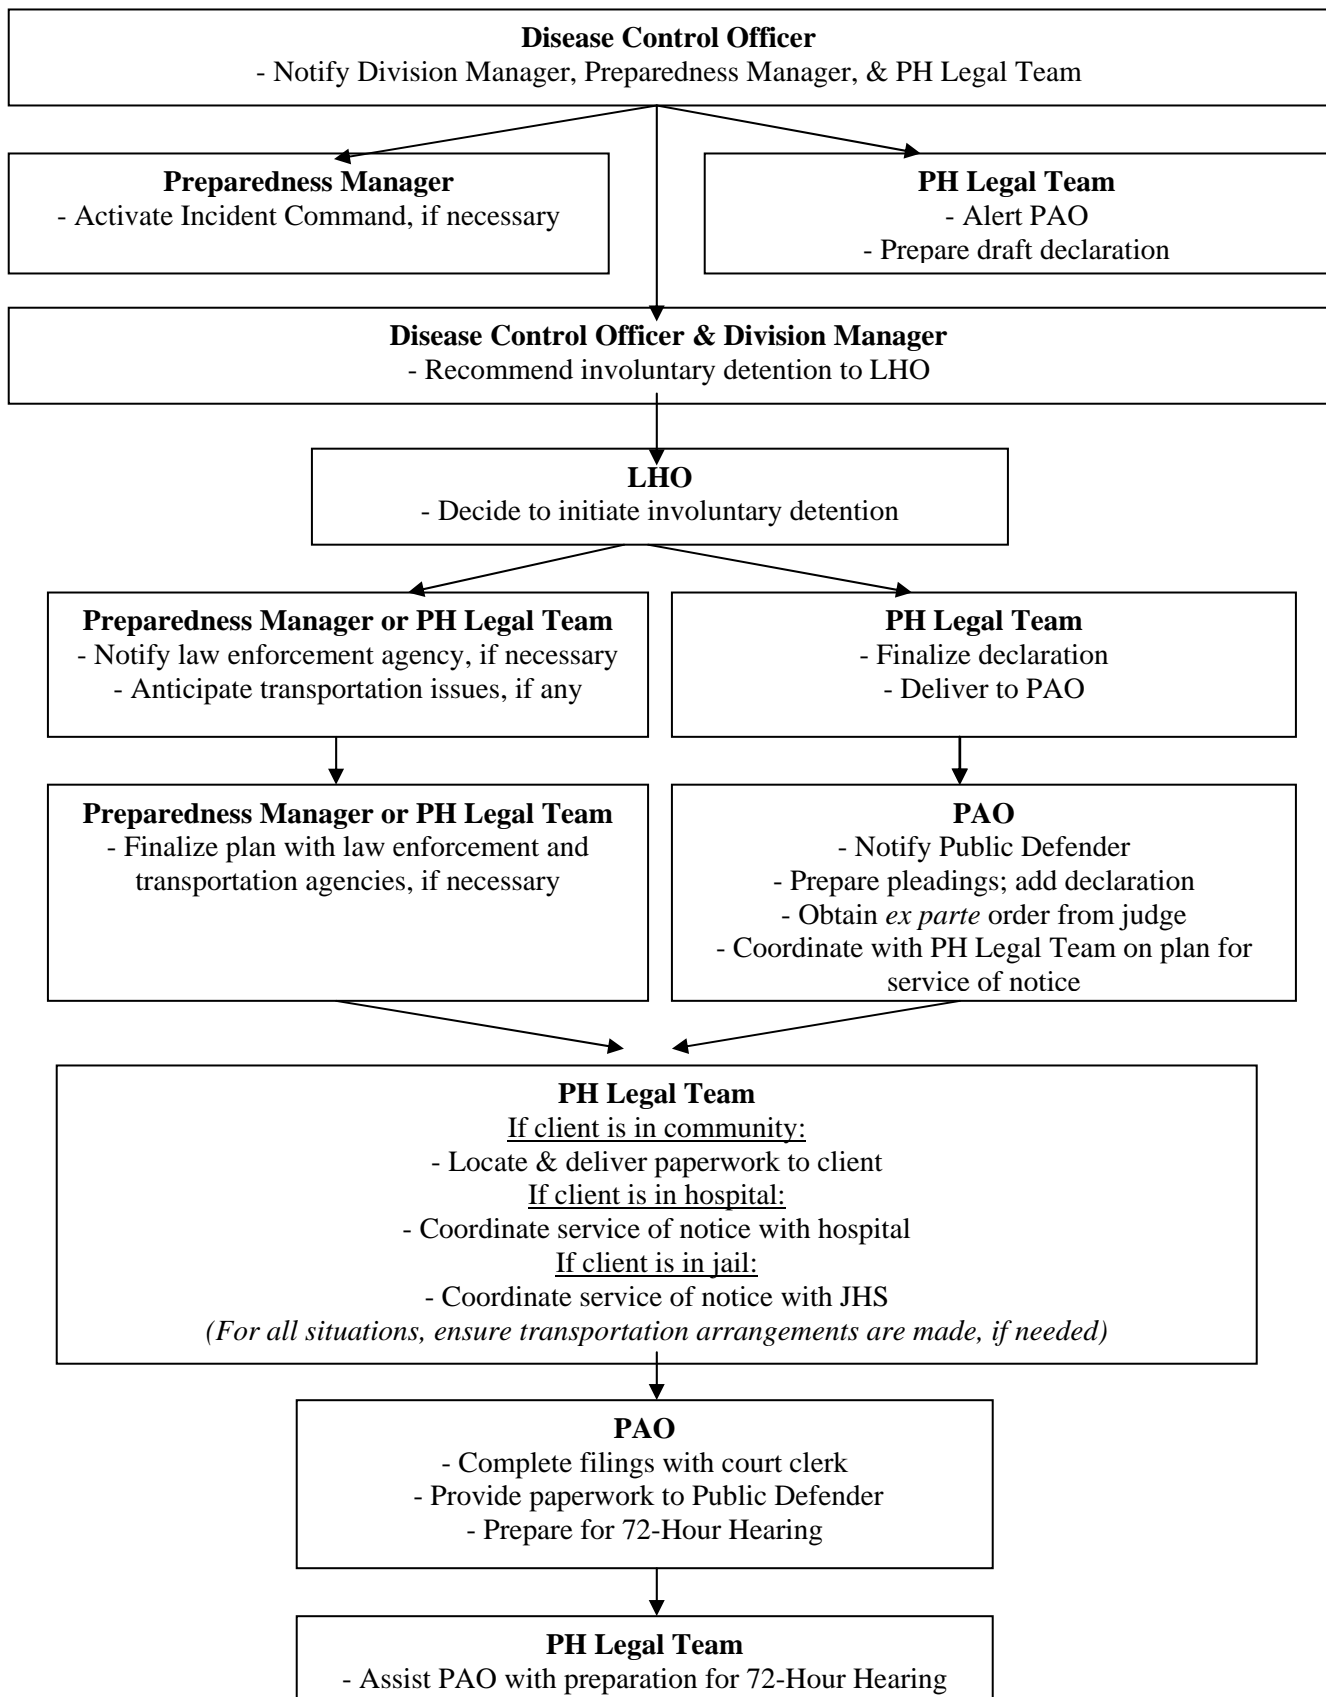 Disease Control Officer
- Notify Division Manager, Preparedness Manager, & PH Legal Team
Preparedness Manager
- Activate Incident Command, if necessary
PH Legal Team
- Alert PAO
- Prepare draft declaration
Disease Control Officer & Division Manager
- Recommend involuntary detention to LHO
LHO
- Decide to initiate involuntary detention
Preparedness Manager or PH Legal Team
- Notify law enforcement agency, if necessary
- Anticipate transportation issues, if any
PH Legal Team
- Finalize declaration
- Deliver to PAO
Preparedness Manager or PH Legal Team
- Finalize plan with law enforcement and
transportation agencies, if necessary
PAO
- Notify Public Defender
- Prepare pleadings; add declaration
- Obtain ex parte order from judge
- Coordinate with PH Legal Team on plan for
service of notice
PH Legal Team
If client is in community:
- Locate & deliver paperwork to client
If client is in hospital:
- Coordinate service of notice with hospital
If client is in jail:
- Coordinate service of notice with JHS
(For all situations, ensure transportation arrangements are made, if needed)
PAO
- Complete filings with court clerk
- Provide paperwork to Public Defender
- Prepare for 72-Hour Hearing
PH Legal Team
- Assist PAO with preparation for 72-Hour Hearing